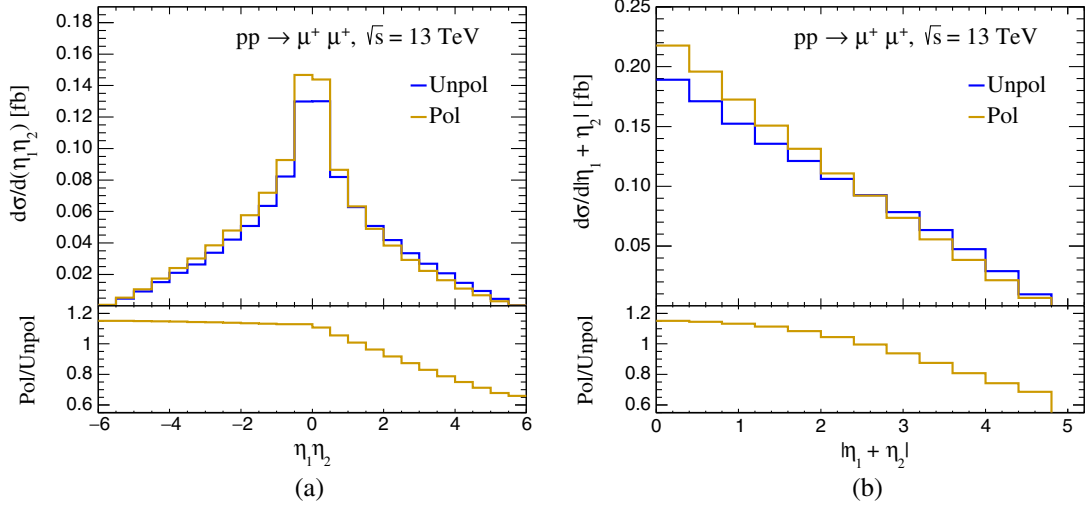 0.18
0.16
0.14
0.12
0.10
0.08
0.06
0.04
0.02
dσ/d(η₁η₂) [fb]
pp → μ⁺ μ⁺, √s = 13 TeV
Unpol
Pol
1.2
1
0.8
0.6
Pol/Unpol
−6 −4 −2 0 2 4 6
η₁η₂
(a)
0.25
0.20
0.15
0.10
0.05
dσ/d|η₁ + η₂| [fb]
pp → μ⁺ μ⁺, √s = 13 TeV
Unpol
Pol
1.2
1
0.8
0.6
Pol/Unpol
0 1 2 3 4 5
|η₁ + η₂|
(b)